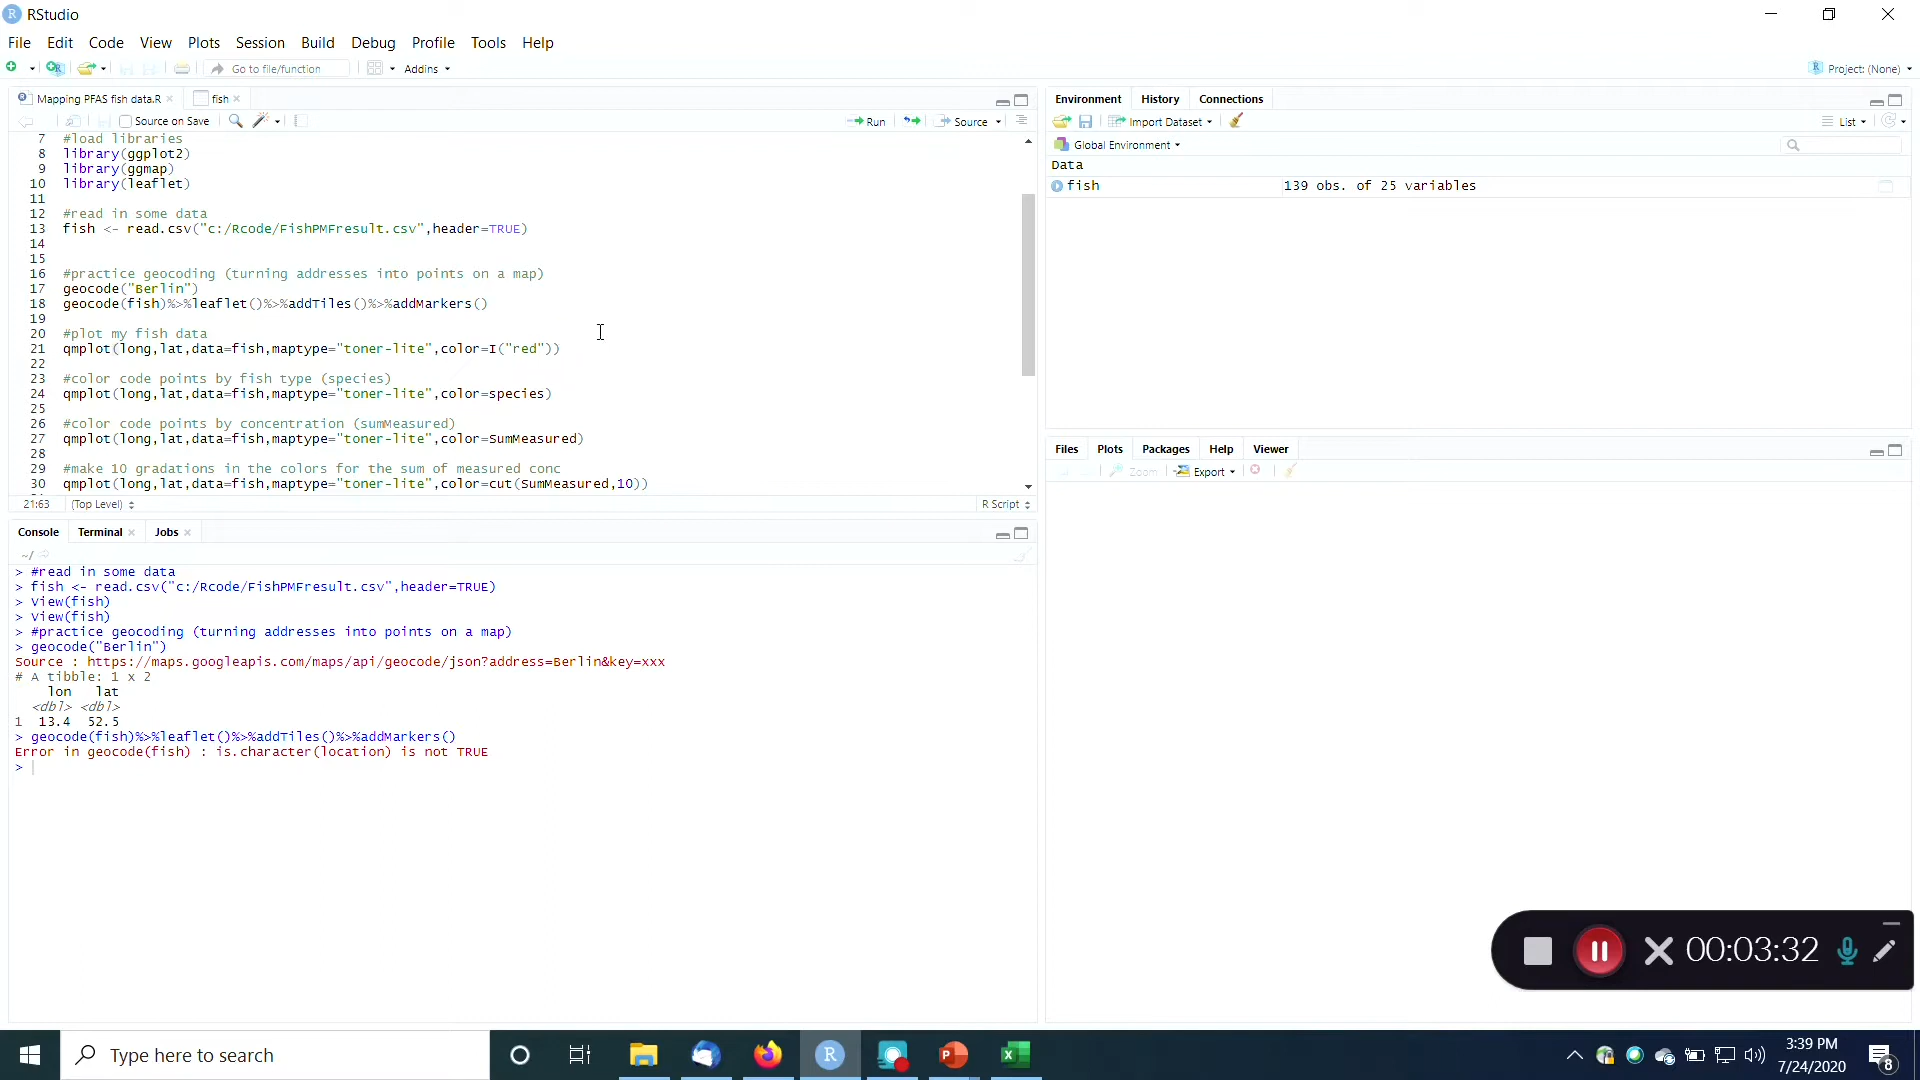 RStudio
File Edit Code View Plots Session Build Debug Profile Tools Help
Go to file/function Addins Project: (None)
Mapping PFAS fish data.R fish
Source on Save Run Source
7 #load libraries
8 library(ggplot2)
9 library(ggmap)
10 library(leaflet)
11
12 #read in some data
13 fish <- read.csv("c:/Rcode/FishPMFresult.csv",header=TRUE)
14
15
16 #practice geocoding (turning addresses into points on a map)
17 geocode("Berlin")
18 geocode(fish)%>%leaflet()%>%addTiles()%>%addMarkers()
19
20 #plot my fish data
21 qmplot(long,lat,data=fish,maptype="toner-lite",color=I("red"))
22
23 #color code points by fish type (species)
24 qmplot(long,lat,data=fish,maptype="toner-lite",color=species)
25
26 #color code points by concentration (sumMeasured)
27 qmplot(long,lat,data=fish,maptype="toner-lite",color=SumMeasured)
28
29 #make 10 gradations in the colors for the sum of measured conc
30 qmplot(long,lat,data=fish,maptype="toner-lite",color=cut(SumMeasured,10))
21:63 (Top Level) R Script
Console Terminal Jobs
~/
> #read in some data
> fish <- read.csv("c:/Rcode/FishPMFresult.csv",header=TRUE)
> View(fish)
> View(fish)
> #practice geocoding (turning addresses into points on a map)
> geocode("Berlin")
Source : https://maps.googleapis.com/maps/api/geocode/json?address=Berlin&key=xxx
# A tibble: 1 x 2
lon lat
<dbl> <dbl>
1 13.4 52.5
> geocode(fish)%>%leaflet()%>%addTiles()%>%addMarkers()
Error in geocode(fish) : is.character(location) is not TRUE
>
Environment History Connections
Import Dataset List
Global Environment
Data
fish 139 obs. of 25 variables
Files Plots Packages Help Viewer
Zoom Export
00:03:32
Type here to search
3:39 PM
7/24/2020
8